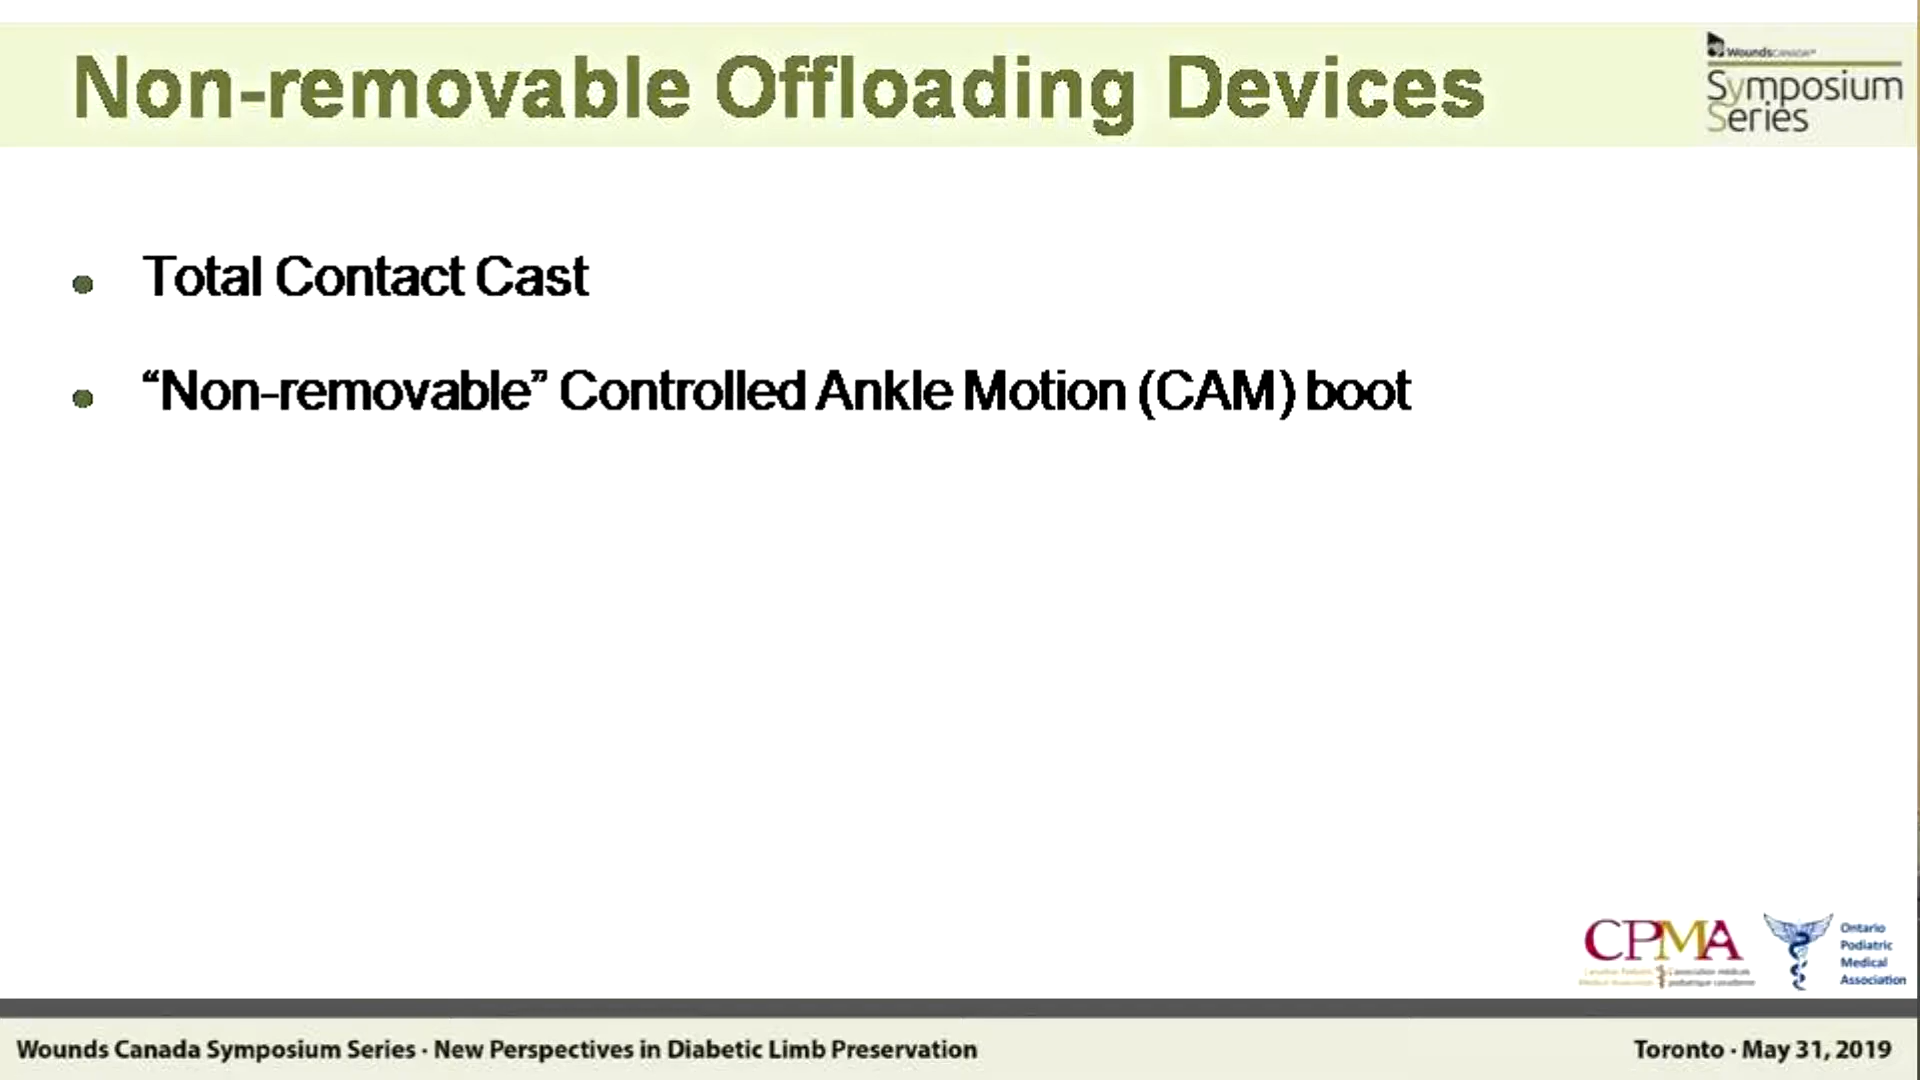 Non-removable Offloading Devices
WoundsCANADA
Symposium
Series
• Total Contact Cast
• “Non-removable” Controlled Ankle Motion (CAM) boot
CPMA
Ontario
Podiatric
Medical
Association
Wounds Canada Symposium Series · New Perspectives in Diabetic Limb Preservation
Toronto · May 31, 2019